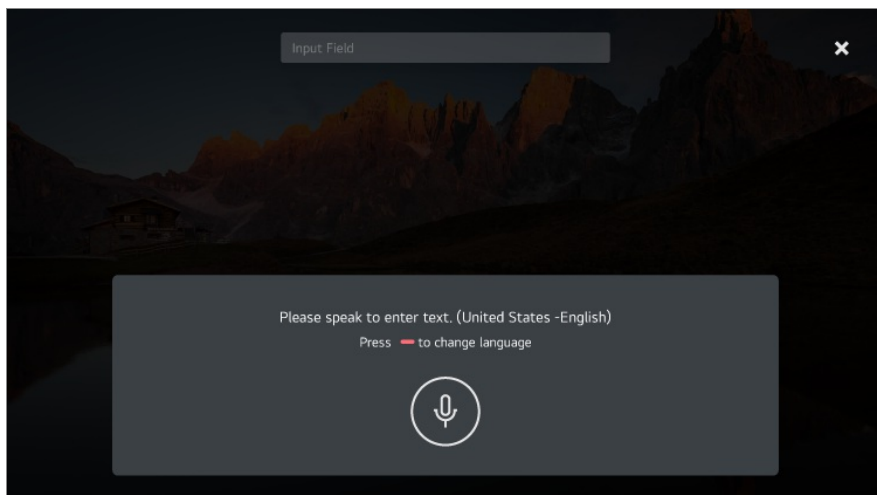 Input Field
Please speak to enter text. (United States -English)
Press to change language